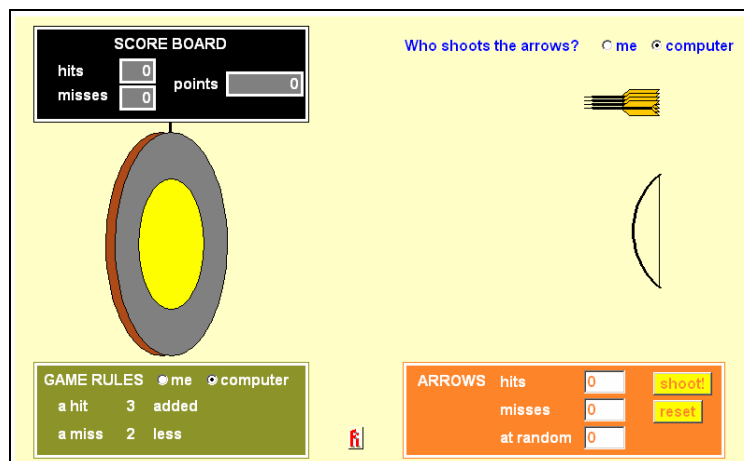 SCORE BOARD
hits 0
misses 0
points 0
Who shoots the arrows? me computer
GAME RULES me computer
a hit 3 added
a miss 2 less
ARROWS hits 0 shoot!
misses 0 reset
at random 0